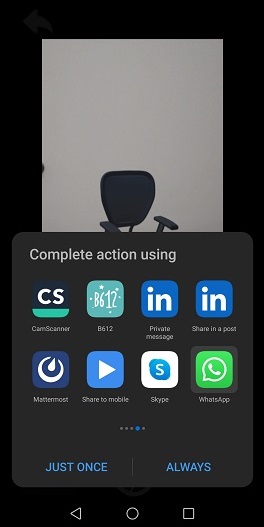 Complete action using
CS
B612
in
in
CamScanner
B612
Private
message
Share in a post
S
Mattermost
Share to mobile
Skype
WhatsApp
JUST ONCE
ALWAYS